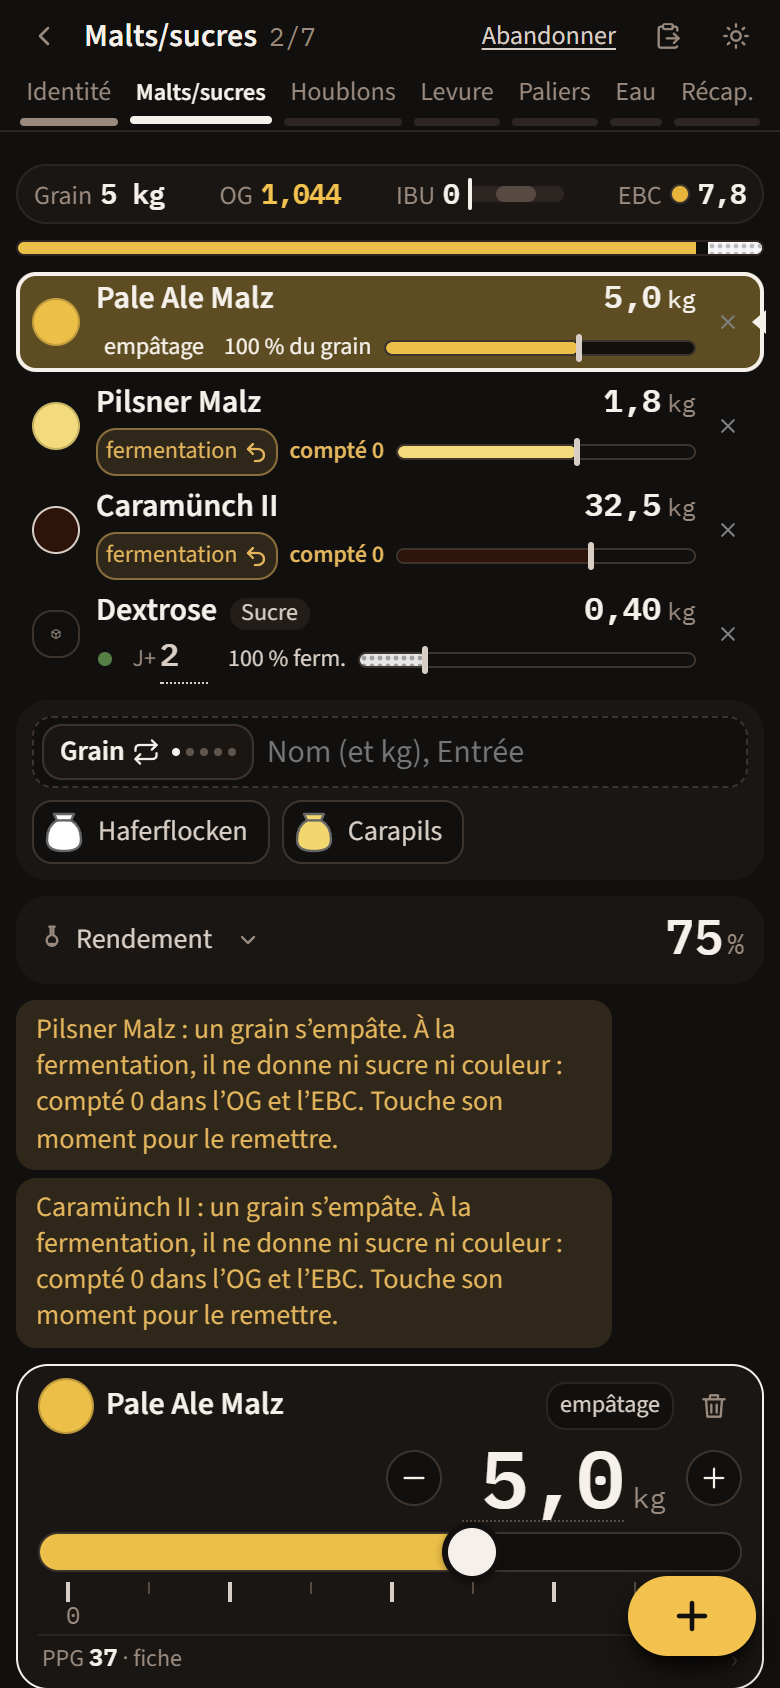 Malts/sucres 2/7 Abandonner
Identité Malts/sucres Houblons Levure Paliers Eau Récap.
Grain 5 kg OG 1,044 IBU 0 EBC 7,8
Pale Ale Malz 5,0 kg
empâtage 100 % du grain
Pilsner Malz 1,8 kg
fermentation compté 0
Caramünch II 32,5 kg
fermentation compté 0
Dextrose Sucre 0,40 kg
J+ 2 100 % ferm.
Grain Nom (et kg), Entrée
Haferflocken Carapils
Rendement 75 %
Pilsner Malz : un grain s’empâte. À la
fermentation, il ne donne ni sucre ni couleur :
compté 0 dans l’OG et l’EBC. Touche son
moment pour le remettre.
Caramünch II : un grain s’empâte. À la
fermentation, il ne donne ni sucre ni couleur :
compté 0 dans l’OG et l’EBC. Touche son
moment pour le remettre.
Pale Ale Malz empâtage
5,0 kg
0
PPG 37 · fiche